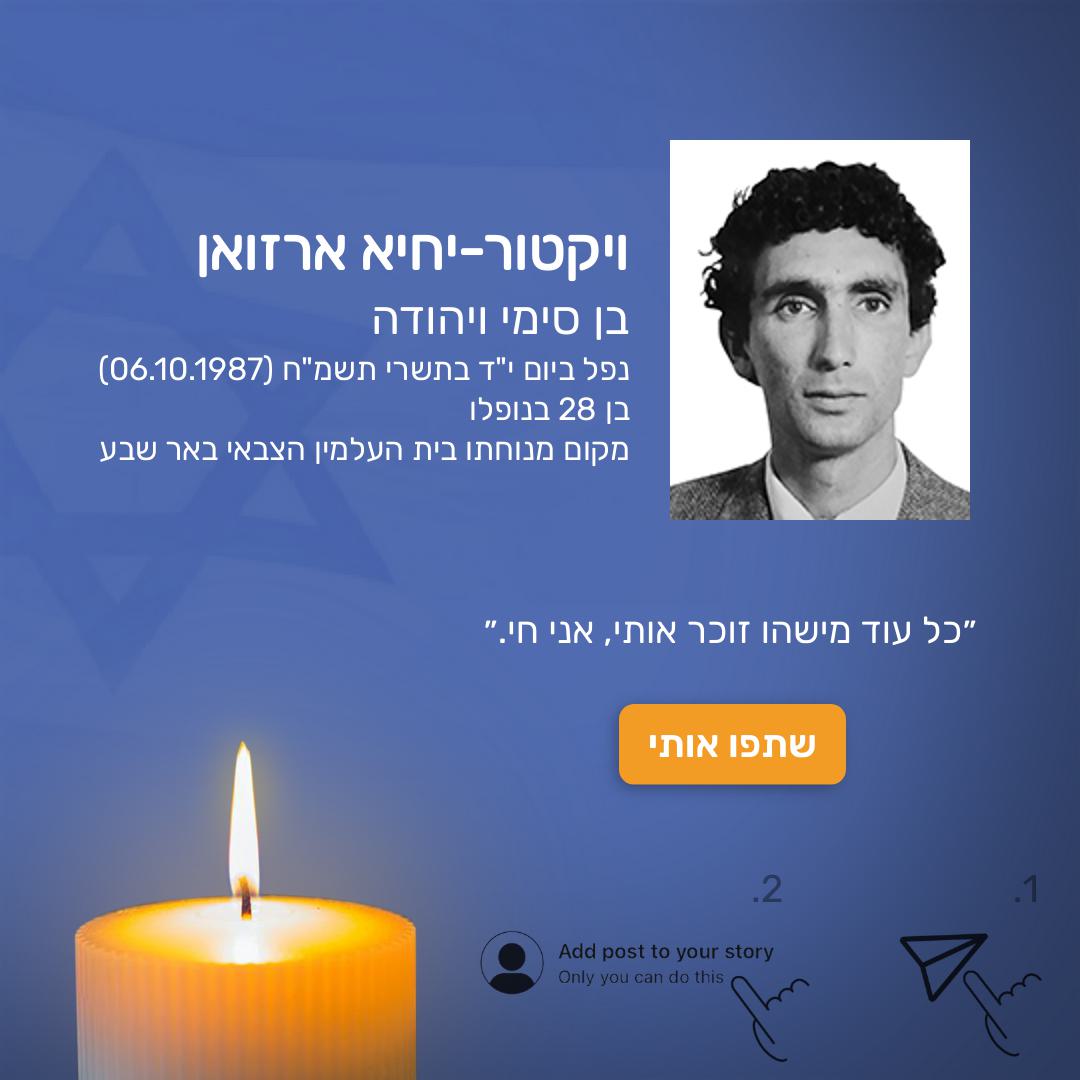 ויקטור-יחיא ארזואן
בן סימי ויהודה
נפל ביום י"ד בתשרי תשמ"ח (06.10.1987)
בן 28 בנופלו
מקום מנוחתו בית העלמין הצבאי באר שבע
״כל עוד מישהו זוכר אותי, אני חי.״
שתפו אותי
1.
2.
Add post to your story
Only you can do this